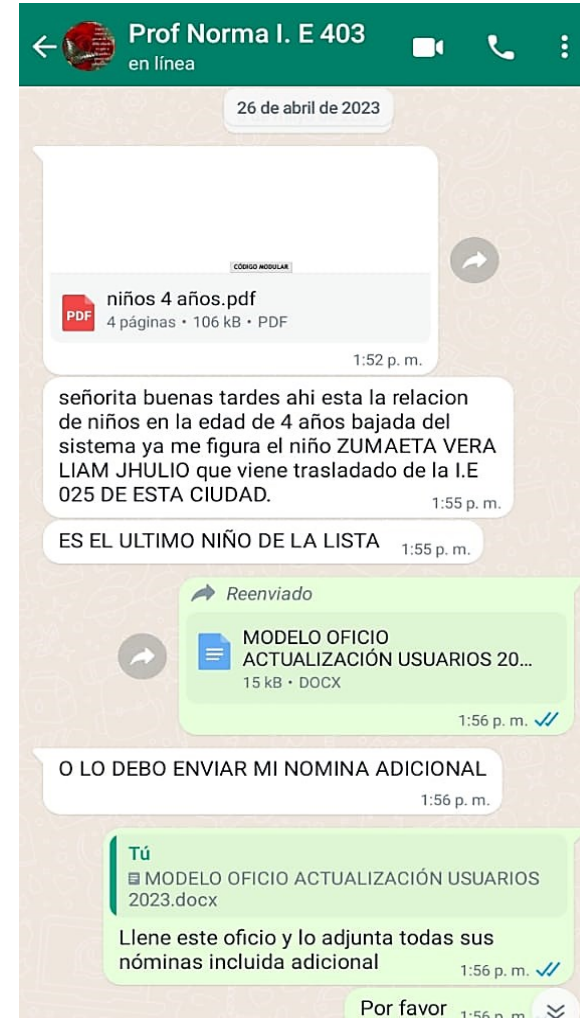 Prof Norma I. E 403
en línea
26 de abril de 2023
CÓDIGO MODULAR
PDF
niños 4 años.pdf
4 páginas • 106 kB • PDF
1:52 p. m.
señorita buenas tardes ahi esta la relacion
de niños en la edad de 4 años bajada del
sistema ya me figura el niño ZUMAETA VERA
LIAM JHULIO que viene trasladado de la I.E
025 DE ESTA CIUDAD.
1:55 p. m.
ES EL ULTIMO NIÑO DE LA LISTA
1:55 p. m.
Reenviado
MODELO OFICIO
ACTUALIZACIÓN USUARIOS 20...
15 kB • DOCX
1:56 p. m.
O LO DEBO ENVIAR MI NOMINA ADICIONAL
1:56 p. m.
Tú
MODELO OFICIO ACTUALIZACIÓN USUARIOS
2023.docx
Llene este oficio y lo adjunta todas sus
nóminas incluida adicional
1:56 p. m.
Por favor
1:56 p. m.